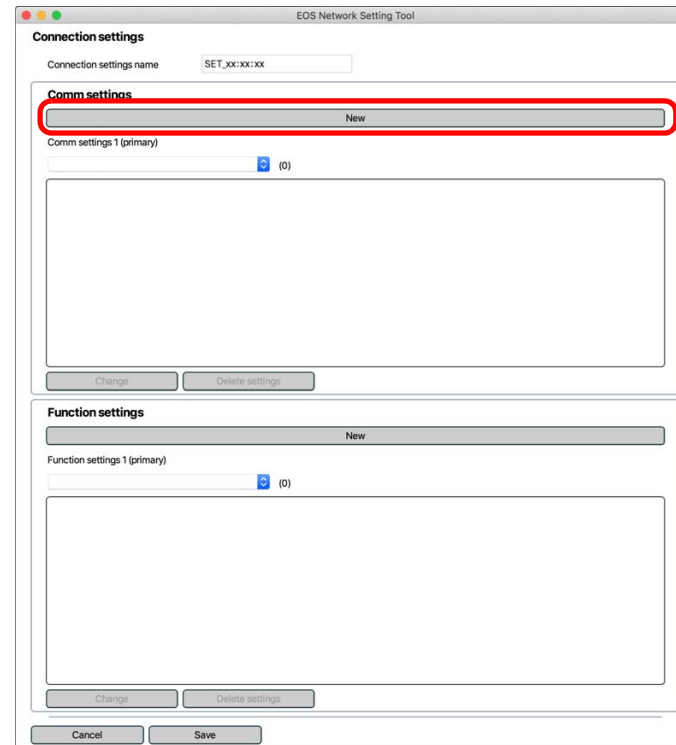 EOS Network Setting Tool
Connection settings
Connection settings name SET_xx:xx:xx
Comm settings
New
Comm settings 1 (primary)
(0)
Change Delete settings
Function settings
New
Function settings 1 (primary)
(0)
Change Delete settings
Cancel Save